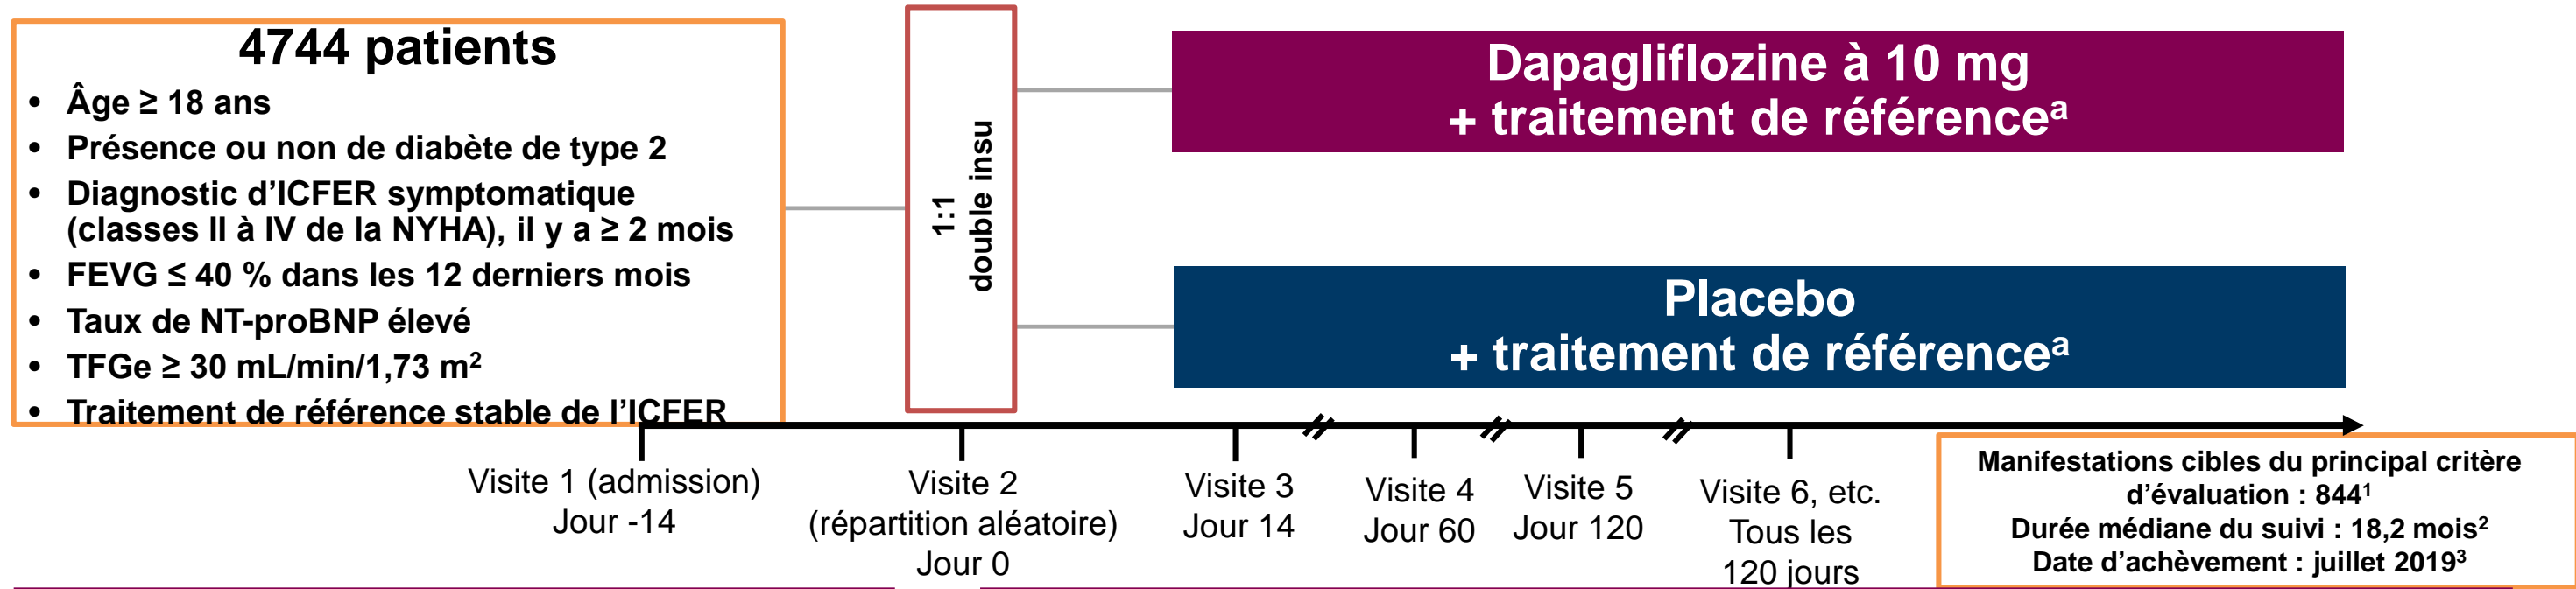 4744 patients
• Âge ≥ 18 ans
• Présence ou non de diabète de type 2
• Diagnostic d’ICFER symptomatique
(classes II à IV de la NYHA), il y a ≥ 2 mois
• FEVG ≤ 40 % dans les 12 derniers mois
• Taux de NT-proBNP élevé
• TFGe ≥ 30 mL/min/1,73 m²
• Traitement de référence stable de l’ICFER
1:1
double insu
Dapagliflozine à 10 mg
+ traitement de référenceᵃ
Placebo
+ traitement de référenceᵃ
Visite 1 (admission)
Jour -14
Visite 2
(répartition aléatoire)
Jour 0
Visite 3
Jour 14
Visite 4
Jour 60
Visite 5
Jour 120
Visite 6, etc.
Tous les
120 jours
Manifestations cibles du principal critère
d’évaluation : 844¹
Durée médiane du suivi : 18,2 mois²
Date d’achèvement : juillet 2019³